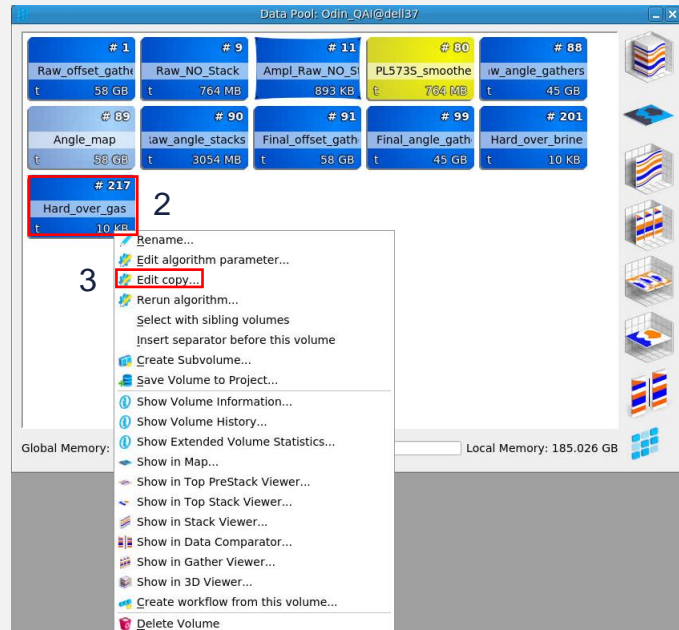 Data Pool: Odin_QAI@dell37
# 1
Raw_offset_gathe
t 58 GB
# 9
Raw_NO_Stack
t 764 MB
# 11
Ampl_Raw_NO_St
893 KB
# 80
PL573S_smoothe
t 764 MB
# 88
w_angle_gathers
t 45 GB
# 89
Angle_map
t 58 GB
# 90
aw_angle_stacks
t 3054 MB
# 91
Final_offset_gath
t 58 GB
# 99
Final_angle_gath
t 45 GB
# 201
Hard_over_brine
t 10 KB
# 217
Hard_over_gas
t 10 KB
2
3
Rename...
Edit algorithm parameter...
Edit copy...
Rerun algorithm...
Select with sibling volumes
Insert separator before this volume
Create Subvolume...
Save Volume to Project...
Show Volume Information...
Show Volume History...
Show Extended Volume Statistics...
Show in Map...
Show in Top PreStack Viewer...
Show in Top Stack Viewer...
Show in Stack Viewer...
Show in Data Comparator...
Show in Gather Viewer...
Show in 3D Viewer...
Create workflow from this volume...
Delete Volume
Global Memory:
Local Memory: 185.026 GB